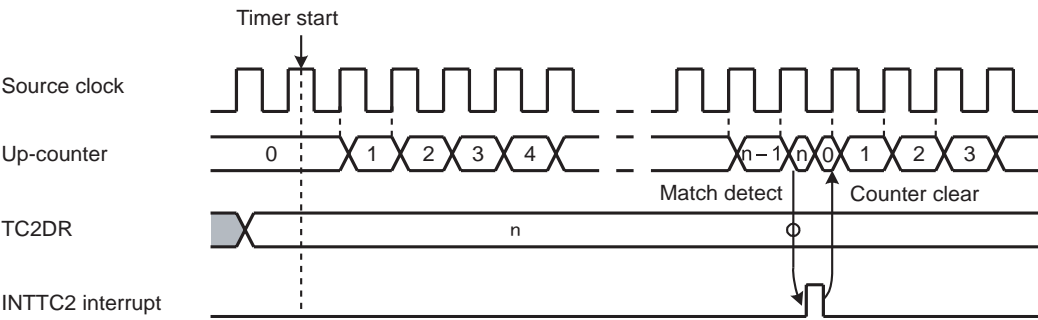 Timer start
Source clock
Up-counter 0 1 2 3 4 n – 1 n 0 1 2 3
Match detect Counter clear
TC2DR n
INTTC2 interrupt